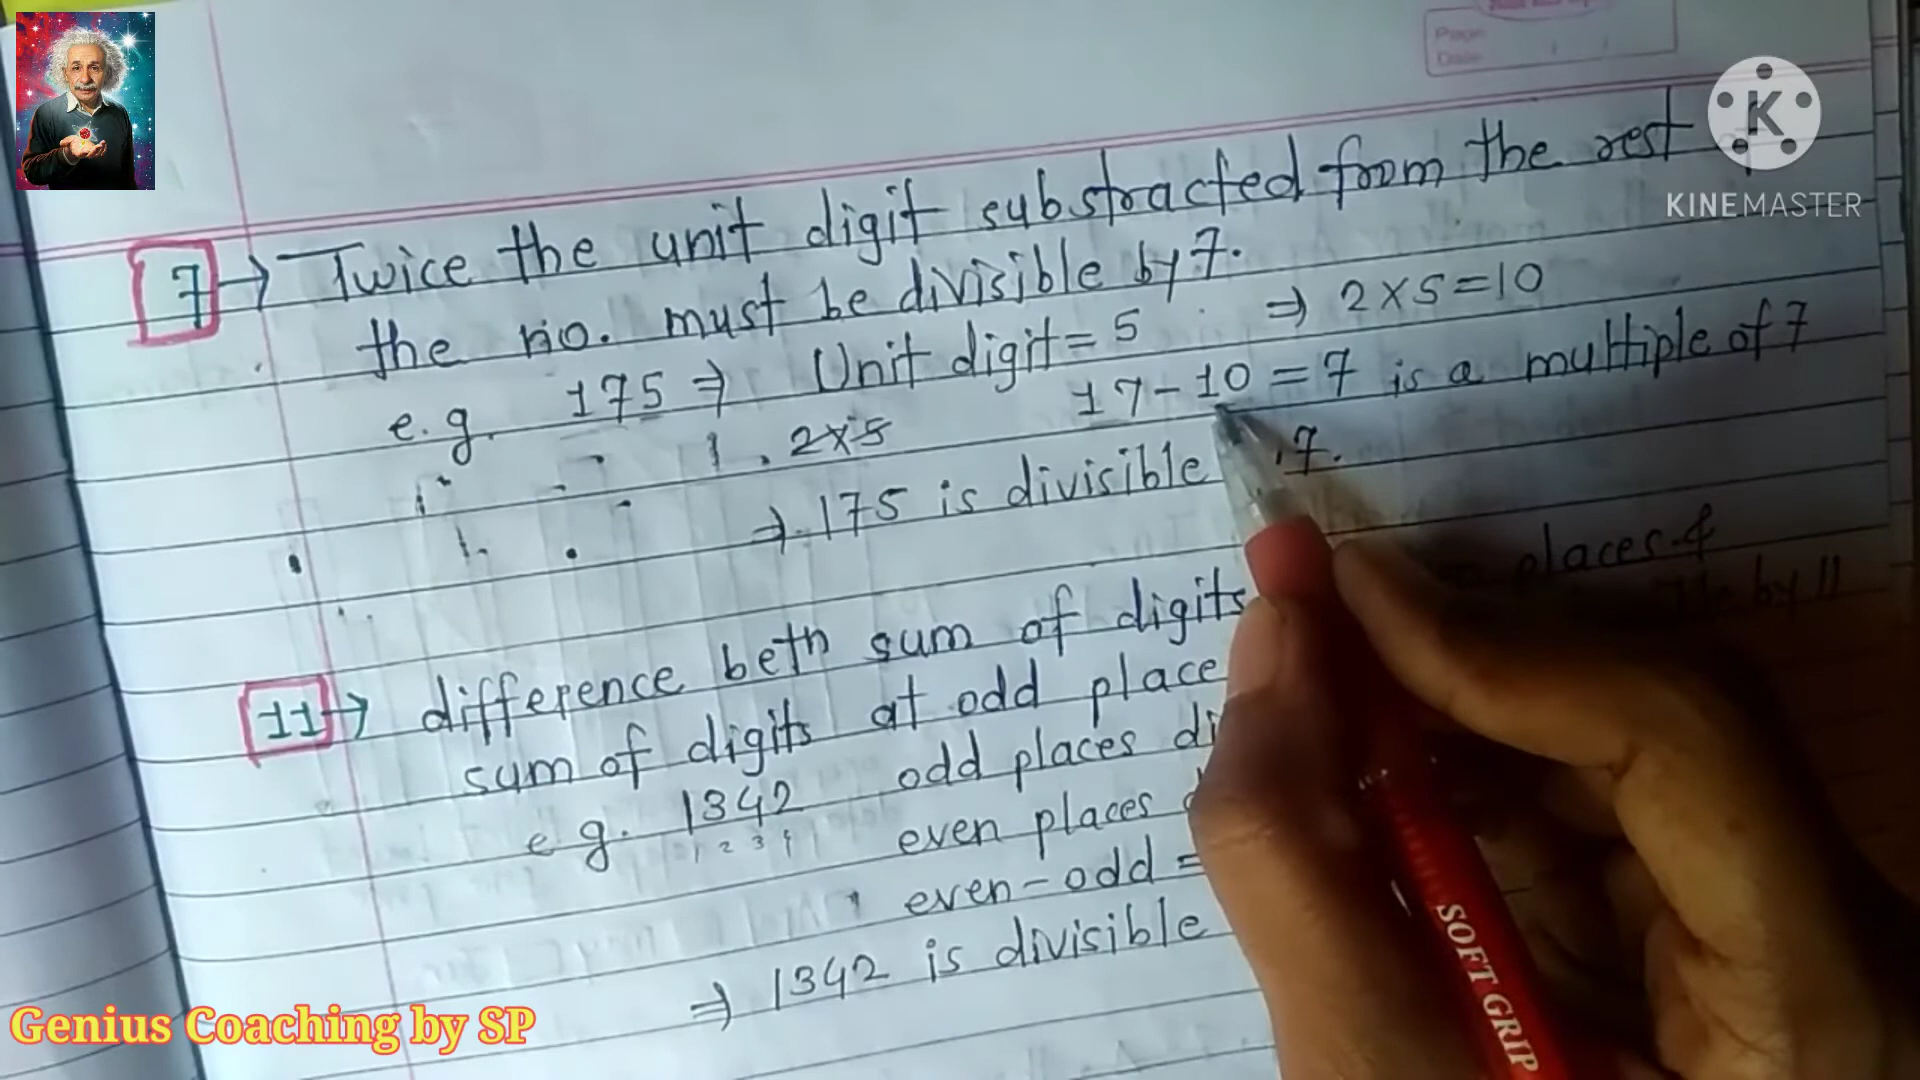 Page
Date
K
KINEMASTER
7 → Twice the unit digit substracted from the rest
the no. must be divisible by 7.
e.g. 175 ⇒ Unit digit = 5 ⇒ 2×5=10
2×5 17-10 = 7 is a multiple of 7
⇒ 175 is divisible 7.
11 → difference betn sum of digits places &
sum of digits at odd place by 11
e g. 1342 odd places di
1 2 3 4 even places
even-odd =
⇒ 1342 is divisible
SOFT GRIP
Genius Coaching by SP